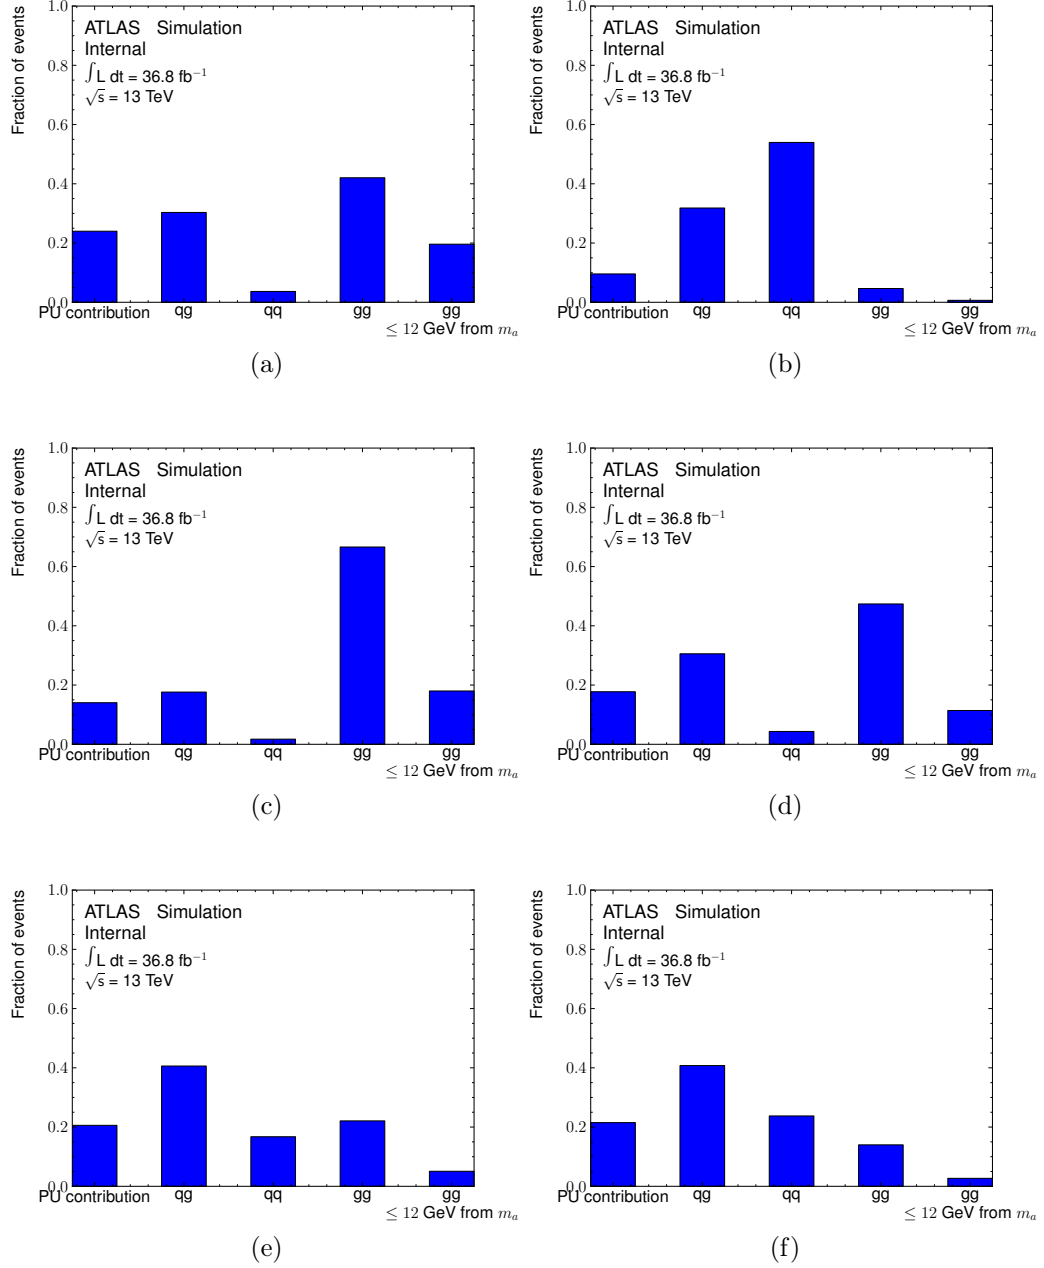 Fraction of events
1.0
0.8
0.6
0.4
0.2
0.0
ATLAS Simulation
Internal
∫L dt = 36.8 fb⁻¹
√s = 13 TeV
PU contribution qg qq gg gg
≤ 12 GeV from mₐ
(a)
Fraction of events
1.0
0.8
0.6
0.4
0.2
0.0
ATLAS Simulation
Internal
∫L dt = 36.8 fb⁻¹
√s = 13 TeV
PU contribution qg qq gg gg
≤ 12 GeV from mₐ
(b)
Fraction of events
1.0
0.8
0.6
0.4
0.2
0.0
ATLAS Simulation
Internal
∫L dt = 36.8 fb⁻¹
√s = 13 TeV
PU contribution qg qq gg gg
≤ 12 GeV from mₐ
(c)
Fraction of events
1.0
0.8
0.6
0.4
0.2
0.0
ATLAS Simulation
Internal
∫L dt = 36.8 fb⁻¹
√s = 13 TeV
PU contribution qg qq gg gg
≤ 12 GeV from mₐ
(d)
Fraction of events
1.0
0.8
0.6
0.4
0.2
0.0
ATLAS Simulation
Internal
∫L dt = 36.8 fb⁻¹
√s = 13 TeV
PU contribution qg qq gg gg
≤ 12 GeV from mₐ
(e)
Fraction of events
1.0
0.8
0.6
0.4
0.2
0.0
ATLAS Simulation
Internal
∫L dt = 36.8 fb⁻¹
√s = 13 TeV
PU contribution qg qq gg gg
≤ 12 GeV from mₐ
(f)